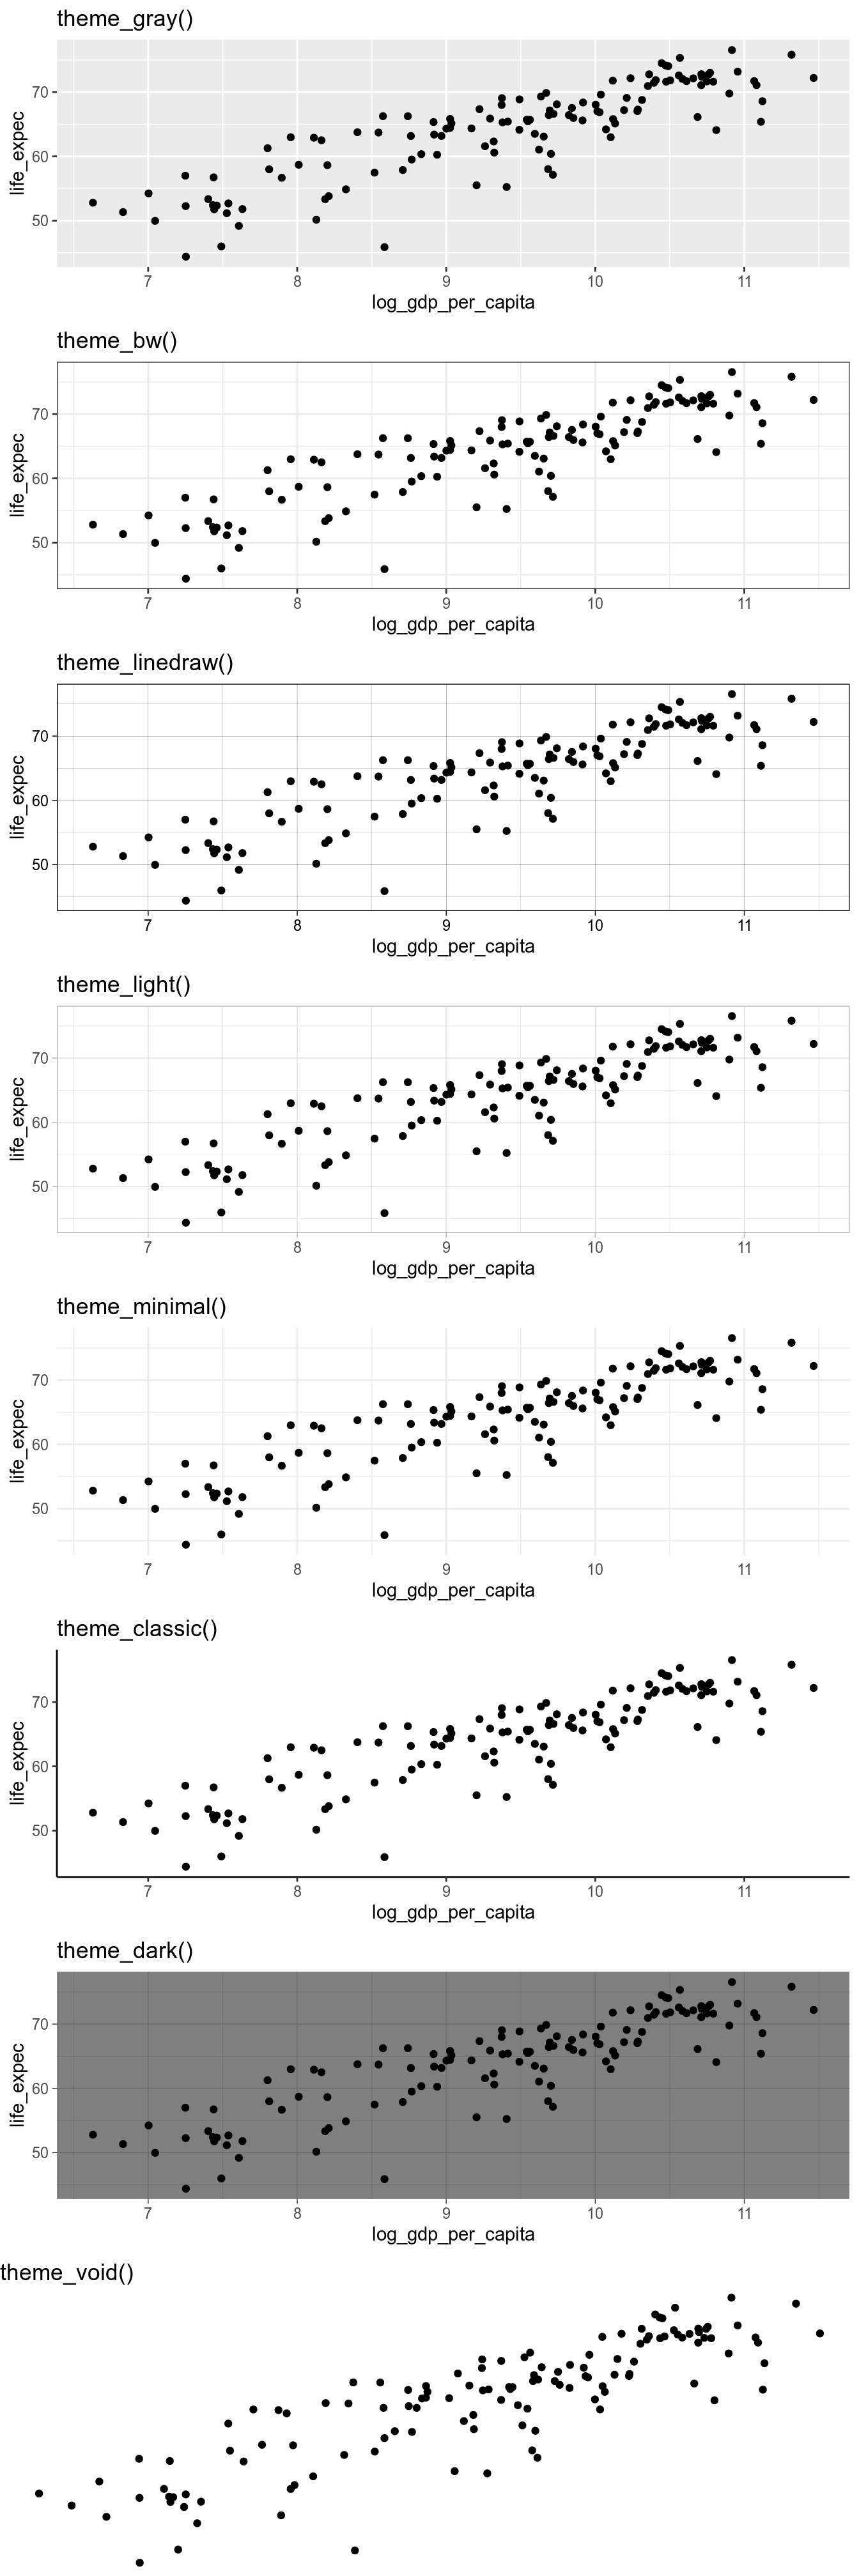 theme_gray()
life_expec
70
60
50
7 8 9 10 11
log_gdp_per_capita
theme_bw()
life_expec
70
60
50
7 8 9 10 11
log_gdp_per_capita
theme_linedraw()
life_expec
70
60
50
7 8 9 10 11
log_gdp_per_capita
theme_light()
life_expec
70
60
50
7 8 9 10 11
log_gdp_per_capita
theme_minimal()
life_expec
70
60
50
7 8 9 10 11
log_gdp_per_capita
theme_classic()
life_expec
70
60
50
7 8 9 10 11
log_gdp_per_capita
theme_dark()
life_expec
70
60
50
7 8 9 10 11
log_gdp_per_capita
theme_void()